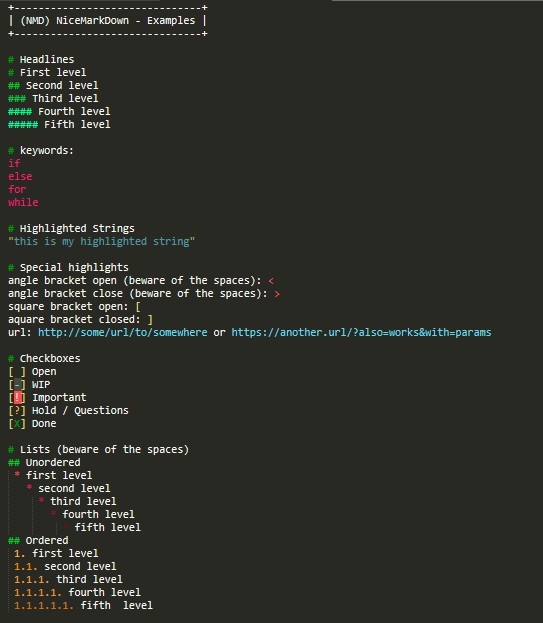 +-------------------------------+
| (NMD) NiceMarkDown - Examples |
+-------------------------------+
# Headlines
# First level
## Second level
### Third level
#### Fourth level
##### Fifth level
# keywords:
if
else
for
while
# Highlighted Strings
"this is my highlighted string"
# Special highlights
angle bracket open (beware of the spaces): <
angle bracket close (beware of the spaces): >
square bracket open: [
aquare bracket closed: ]
url: http://some/url/to/somewhere or https://another.url/?also=works&with=params
# Checkboxes
[ ] Open
[-] WIP
[!] Important
[?] Hold / Questions
[X] Done
# Lists (beware of the spaces)
## Unordered
 * first level
   * second level
     * third level
       * fourth level
         * fifth level
## Ordered
 1. first level
 1.1. second level
 1.1.1. third level
 1.1.1.1. fourth level
 1.1.1.1.1. fifth  level